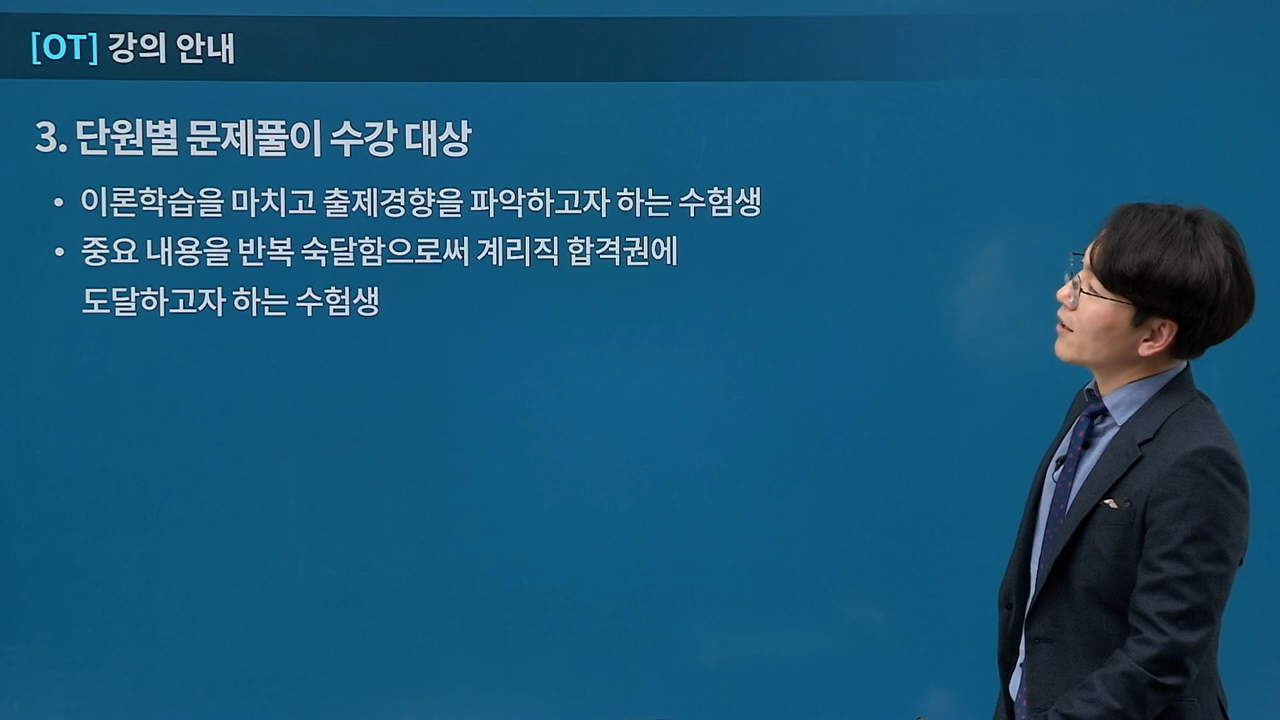 [OT] 강의 안내
3. 단원별 문제풀이 수강 대상
• 이론학습을 마치고 출제경향을 파악하고자 하는 수험생
• 중요 내용을 반복 숙달함으로써 계리직 합격권에
도달하고자 하는 수험생